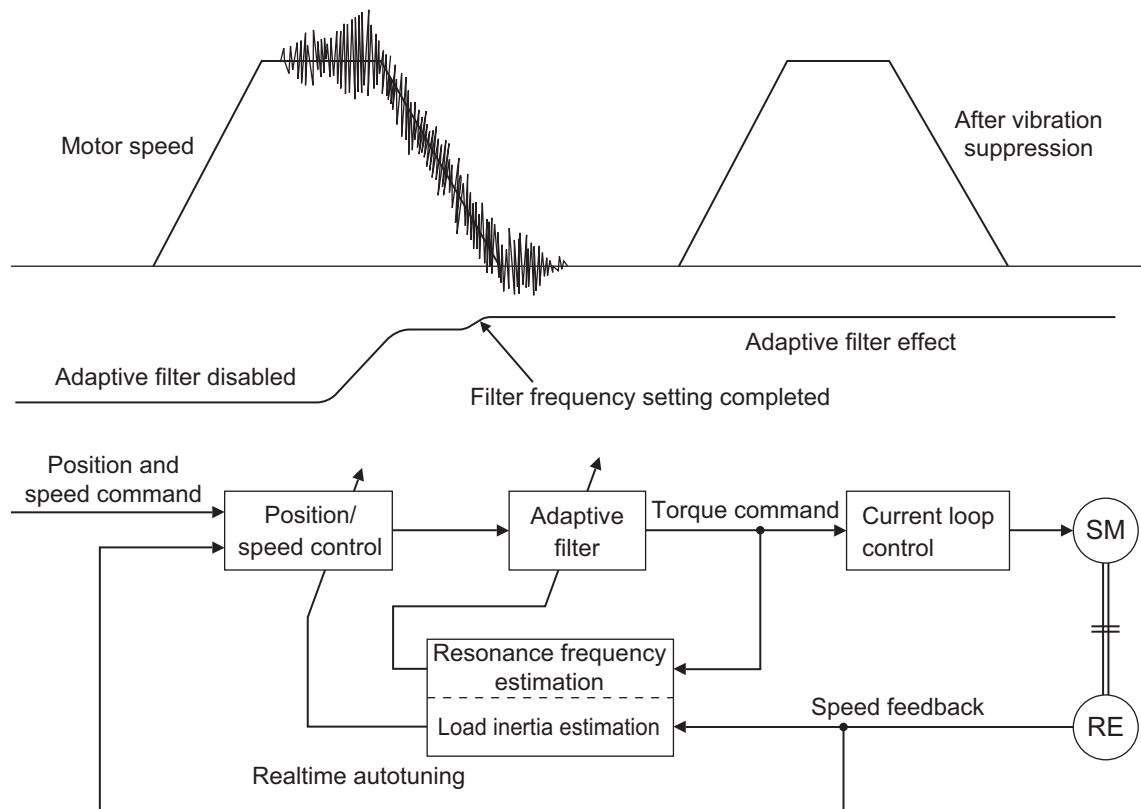 Motor speed
After vibration
suppression
Adaptive filter disabled
Adaptive filter effect
Filter frequency setting completed
Position and
speed command
Position/
speed control
Adaptive
filter
Torque command
Current loop
control
SM
Resonance frequency
estimation
Load inertia estimation
Speed feedback
RE
Realtime autotuning